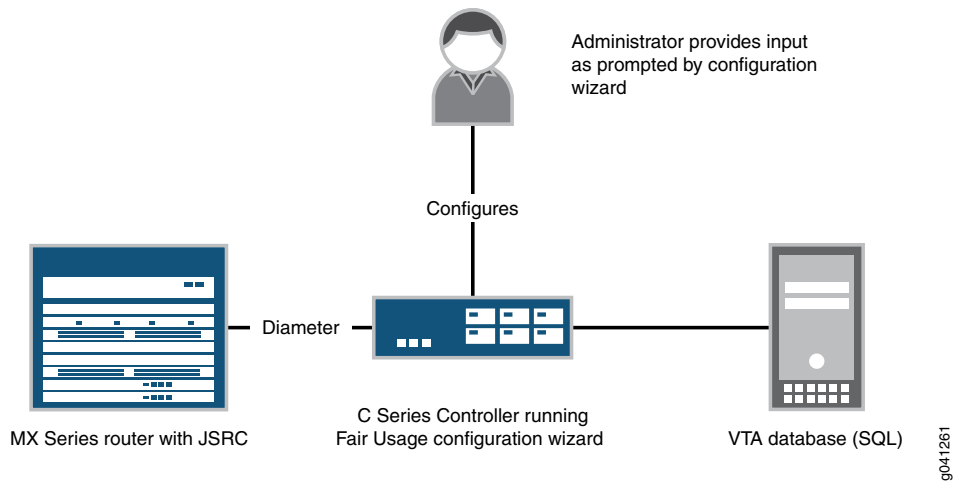 Administrator provides input
as prompted by configuration
wizard
Configures
Diameter
MX Series router with JSRC
C Series Controller running
Fair Usage configuration wizard
VTA database (SQL)
g041261